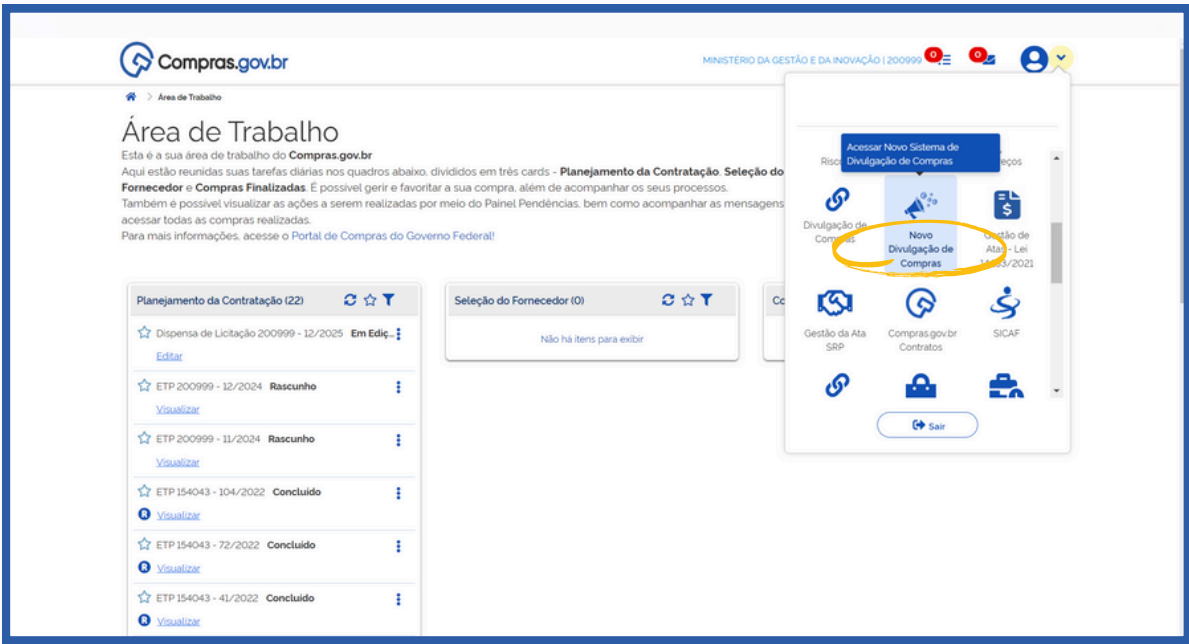 Compras.gov.br
MINISTÉRIO DA GESTÃO E DA INOVAÇÃO | 200999
0
0
Área de Trabalho
Área de Trabalho
Esta é a sua área de trabalho do Compras.gov.br
Aqui estão reunidas suas tarefas diárias nos quadros abaixo, divididos em três cards - Planejamento da Contratação, Seleção do
Fornecedor e Compras Finalizadas. É possível gerir e favoritar a sua compra, além de acompanhar os seus processos.
Também é possível visualizar as ações a serem realizadas por meio do Painel Pendências, bem como acompanhar as mensagens
acessar todas as compras realizadas.
Para mais informações, acesse o Portal de Compras do Governo Federal!
Planejamento da Contratação (22)
Dispensa de Licitação 200999 - 12/2025 Em Ediç...
Editar
ETP 200999 - 12/2024 Rascunho
Visualizar
ETP 200999 - 11/2024 Rascunho
Visualizar
ETP 154043 - 104/2022 Concluído
R Visualizar
ETP 154043 - 72/2022 Concluído
R Visualizar
ETP 154043 - 41/2022 Concluído
R Visualizar
Seleção do Fornecedor (0)
Não há itens para exibir
Co
Acessar Novo Sistema de
Divulgação de Compras
Risc
eços
Divulgação de
Compras
Novo
Divulgação de
Compras
Gestão de
Atas - Lei
14.133/2021
Gestão da Ata
SRP
Compras.gov.br
Contratos
SICAF
Sair